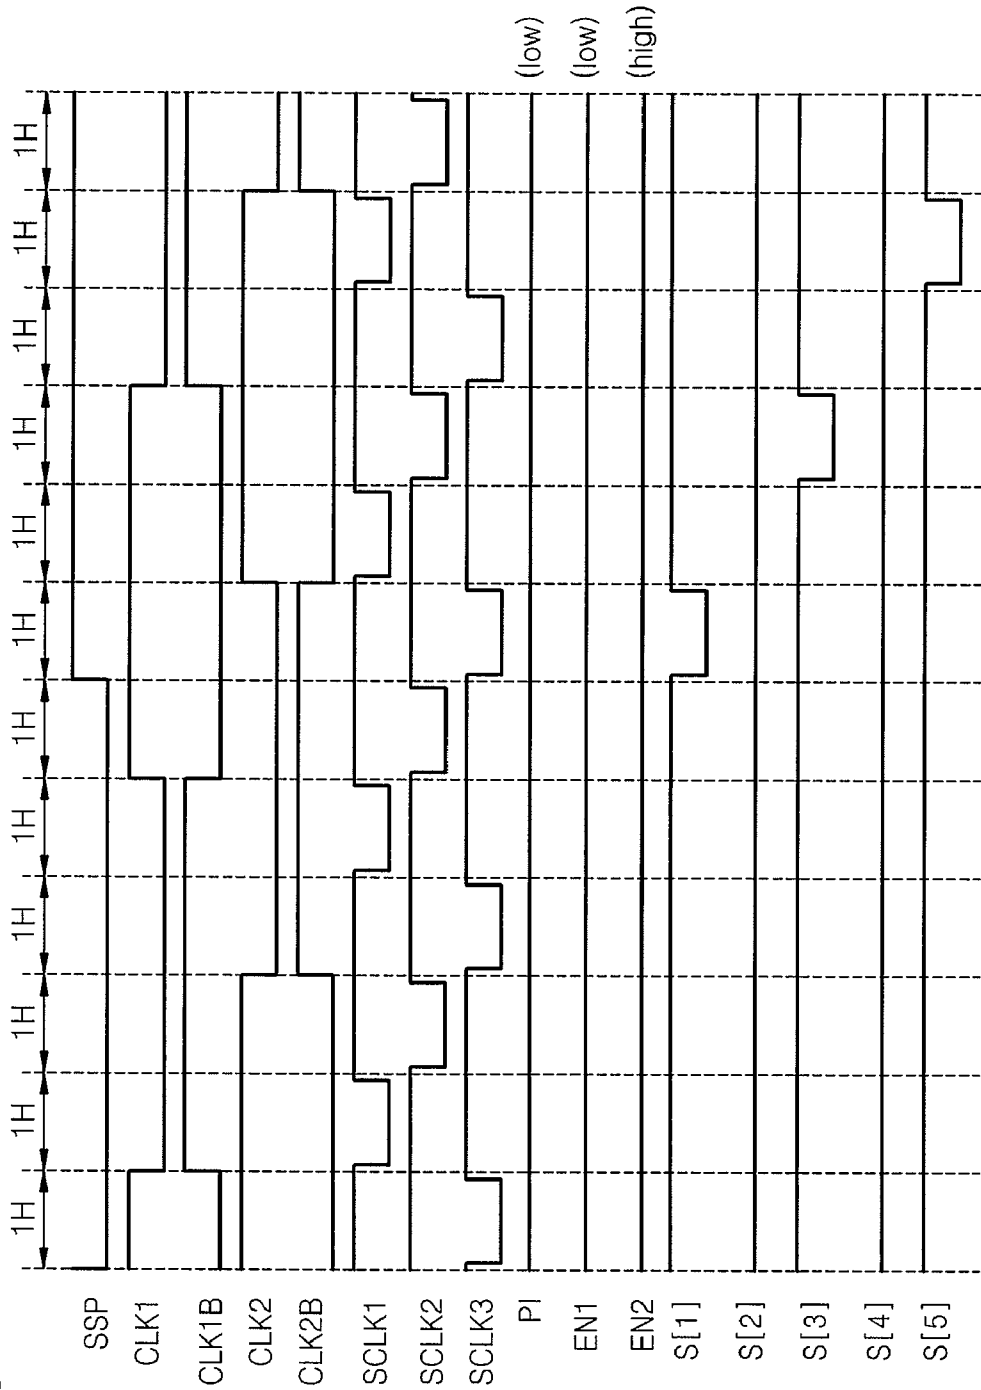 1H 1H 1H 1H 1H 1H 1H 1H 1H 1H 1H 1H
SSP
CLK1
CLK1B
CLK2
CLK2B
SCLK1
SCLK2
SCLK3
PI (low)
EN1 (low)
EN2 (high)
S[1]
S[2]
S[3]
S[4]
S[5]